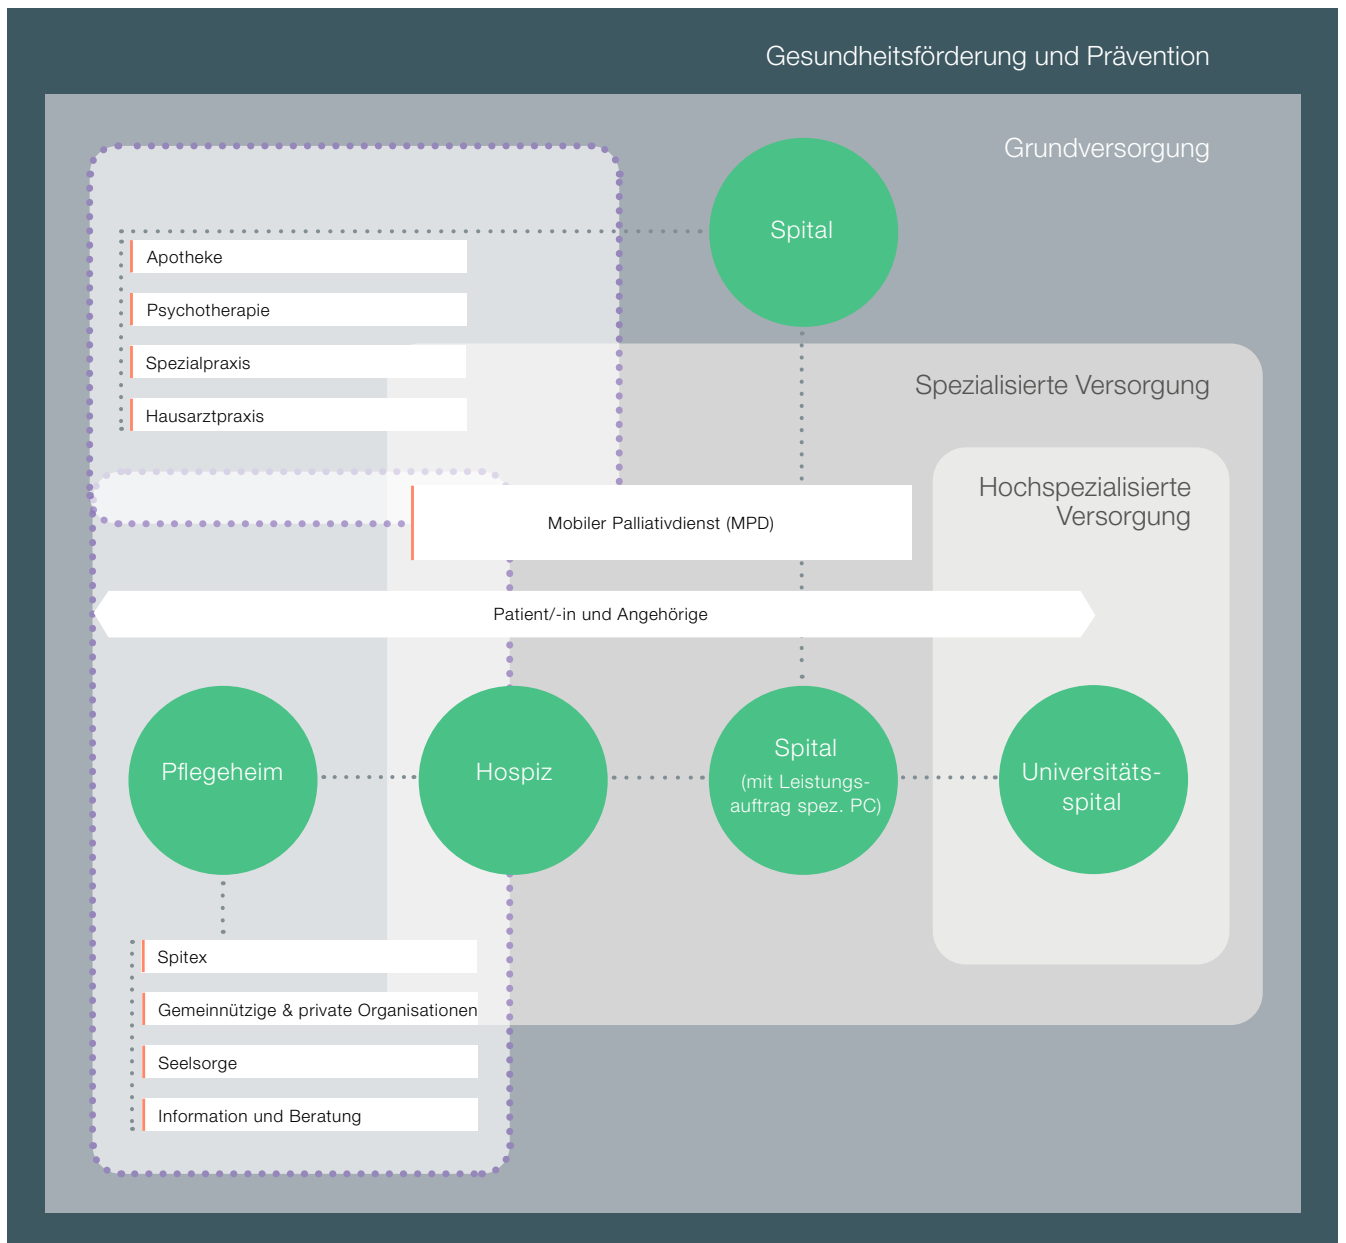 Gesundheitsförderung und Prävention
Grundversorgung
Spital
Apotheke
Psychotherapie
Spezialpraxis
Hausarztpraxis
Spezialisierte Versorgung
Hochspezialisierte
Versorgung
Mobiler Palliativdienst (MPD)
Patient/-in und Angehörige
Pflegeheim
Hospiz
Spital
(mit Leistungs-
auftrag spez. PC)
Universitäts-
spital
Spitex
Gemeinnützige & private Organisationen
Seelsorge
Information und Beratung